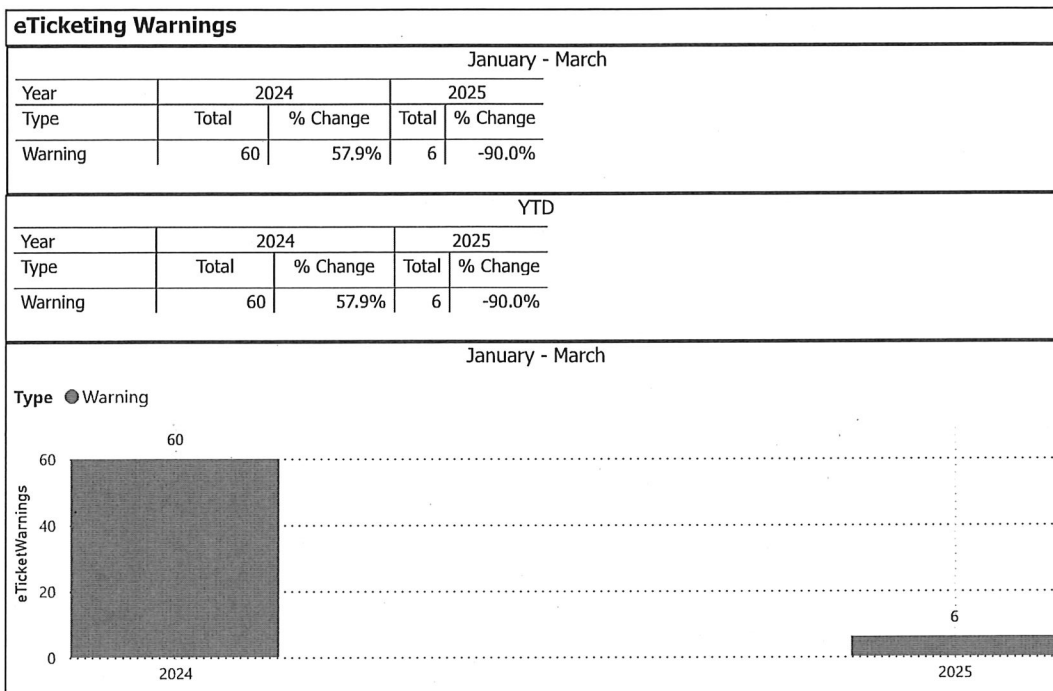 eTicketing Warnings
January - March
Year 2024 2025
Type Total % Change Total % Change
Warning 60 57.9% 6 -90.0%
YTD
Year 2024 2025
Type Total % Change Total % Change
Warning 60 57.9% 6 -90.0%
January - March
Type Warning
60
60
40
20
0
eTicketWarnings
6
2024 2025